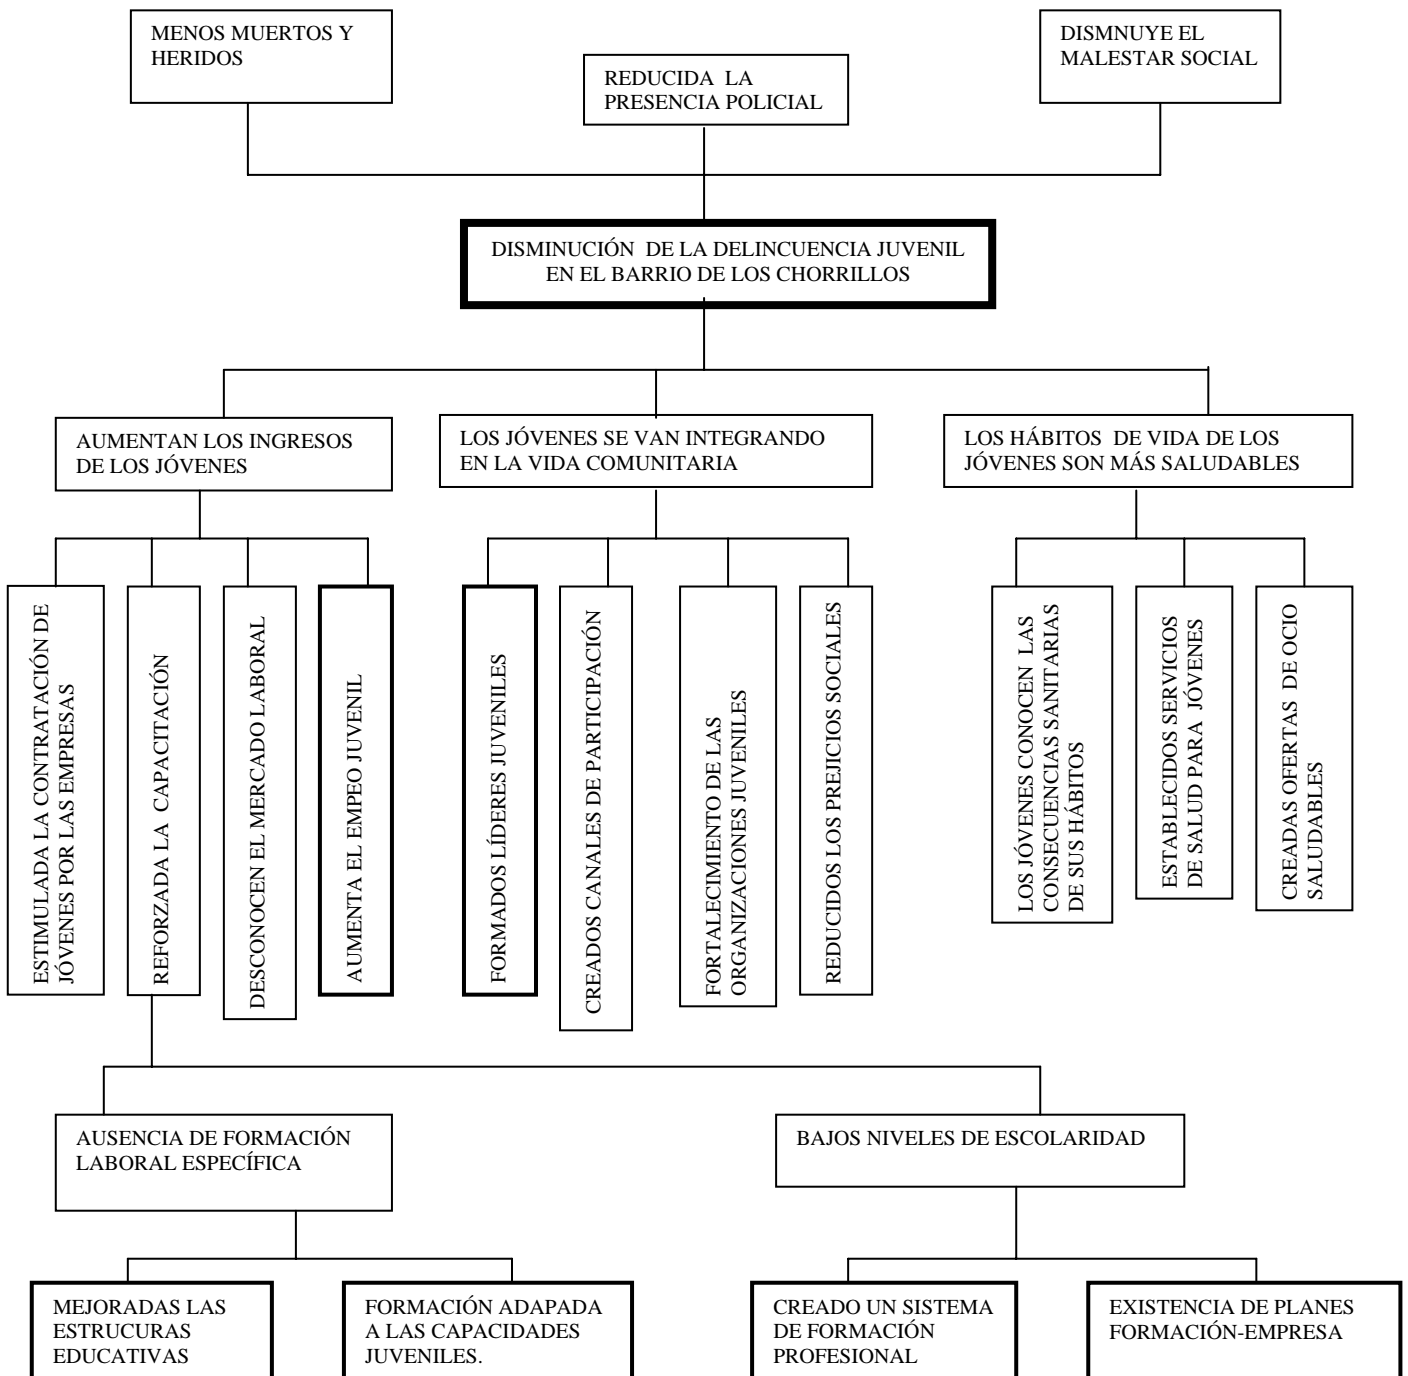 MENOS MUERTOS Y
HERIDOS
REDUCIDA LA
PRESENCIA POLICIAL
DISMNUYE EL
MALESTAR SOCIAL
DISMINUCIÓN DE LA DELINCUENCIA JUVENIL
EN EL BARRIO DE LOS CHORRILLOS
AUMENTAN LOS INGRESOS
DE LOS JÓVENES
LOS JÓVENES SE VAN INTEGRANDO
EN LA VIDA COMUNITARIA
LOS HÁBITOS DE VIDA DE LOS
JÓVENES SON MÁS SALUDABLES
ESTIMULADA LA CONTRATACIÓN DE
JÓVENES POR LAS EMPRESAS
REFORZADA LA CAPACITACIÓN
DESCONOCEN EL MERCADO LABORAL
AUMENTA EL EMPEO JUVENIL
FORMADOS LÍDERES JUVENILES
CREADOS CANALES DE PARTICIPACIÓN
FORTALECIMIENTO DE LAS
ORGANIZACIONES JUVENILES
REDUCIDOS LOS PREJICIOS SOCIALES
LOS JÓVENES CONOCEN LAS
CONSECUENCIAS SANITARIAS
DE SUS HÁBITOS
ESTABLECIDOS SERVICIOS
DE SALUD PARA JÓVENES
CREADAS OFERTAS DE OCIO
SALUDABLES
AUSENCIA DE FORMACIÓN
LABORAL ESPECÍFICA
BAJOS NIVELES DE ESCOLARIDAD
MEJORADAS LAS
ESTRUCURAS
EDUCATIVAS
FORMACIÓN ADAPADA
A LAS CAPACIDADES
JUVENILES.
CREADO UN SISTEMA
DE FORMACIÓN
PROFESIONAL
EXISTENCIA DE PLANES
FORMACIÓN-EMPRESA